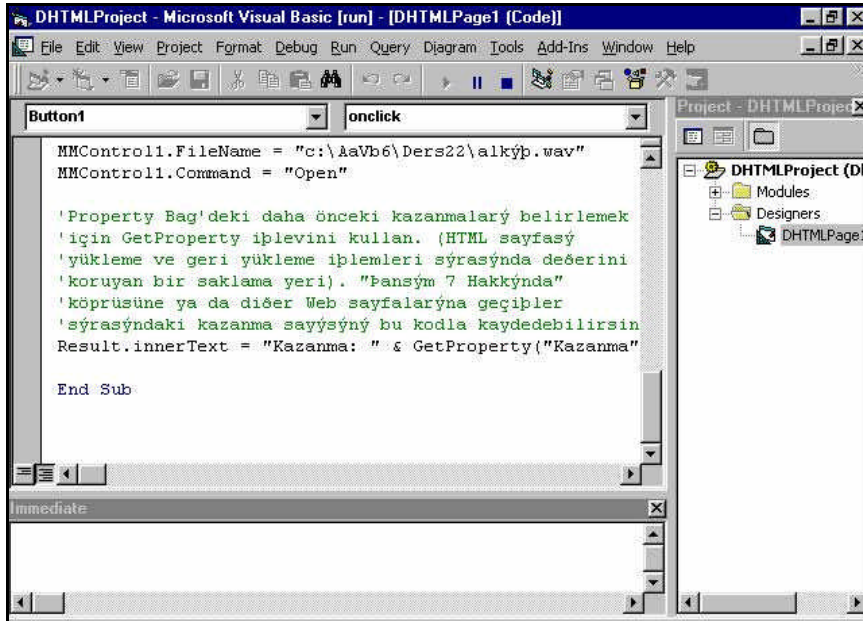 DHTMLProject - Microsoft Visual Basic [run] - [DHTMLPage1 (Code)]
File Edit View Project Format Debug Run Query Diagram Tools Add-Ins Window Help
Button1
onclick
MMControl1.FileName = "c:\AaVb6\Ders22\alkýþ.wav"
MMControl1.Command = "Open"
'Property Bag'deki daha önceki kazanmalarý belirlemek
'için GetProperty iþlevini kullan. (HTML sayfasý
'yükleme ve geri yükleme iþlemleri sýrasýnda deðerini
'koruyan bir saklama yeri). "Þansým 7 Hakkýnda"
'köprüsüne ya da diðer Web sayfalarýna geçiþler
'sýrasýndaki kazanma sayýsýný bu kodla kaydedebilirsin
Result.innerText = "Kazanma: " & GetProperty("Kazanma"
End Sub
Immediate
Project - DHTMLProjec
DHTMLProject (D
Modules
Designers
DHTMLPage1